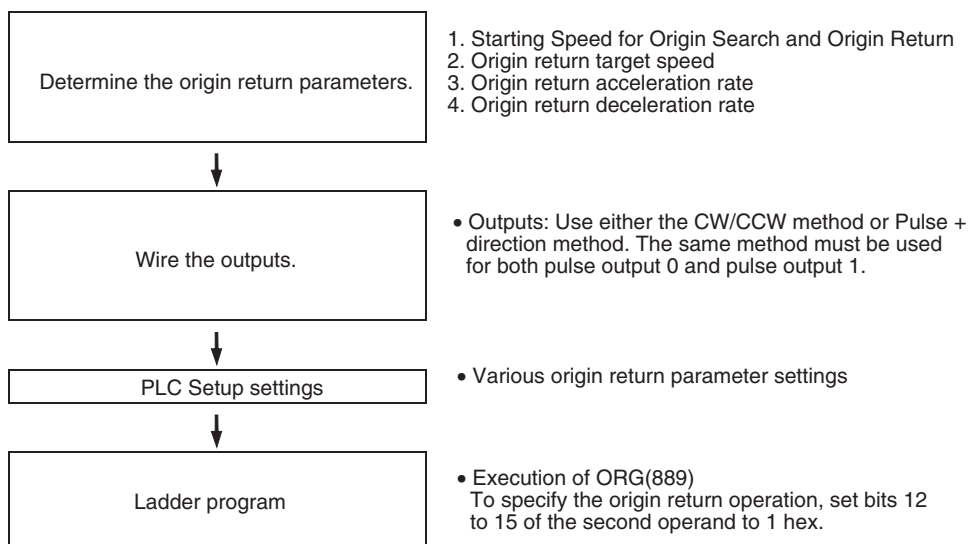 Determine the origin return parameters.
1. Starting Speed for Origin Search and Origin Return
2. Origin return target speed
3. Origin return acceleration rate
4. Origin return deceleration rate
Wire the outputs.
• Outputs: Use either the CW/CCW method or Pulse +
direction method. The same method must be used
for both pulse output 0 and pulse output 1.
PLC Setup settings
• Various origin return parameter settings
Ladder program
• Execution of ORG(889)
To specify the origin return operation, set bits 12
to 15 of the second operand to 1 hex.